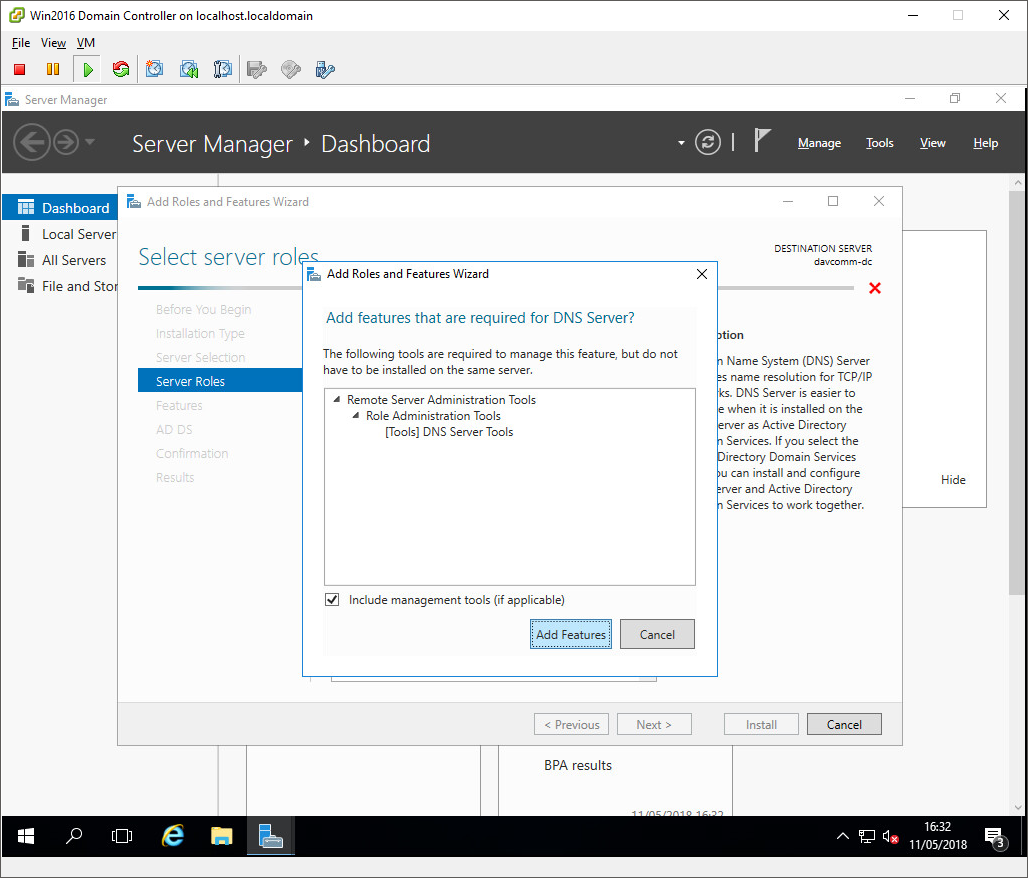 Win2016 Domain Controller on localhost.localdomain
File View VM
Server Manager
Server Manager Dashboard
Manage Tools View Help
Dashboard
Local Server
All Servers
File and Stor
Add Roles and Features Wizard
Select server roles
DESTINATION SERVER
davcomm-dc
Before You Begin
Installation Type
Server Selection
Server Roles
Features
AD DS
Confirmation
Results
Add Roles and Features Wizard
Add features that are required for DNS Server?
The following tools are required to manage this feature, but do not
have to be installed on the same server.
Remote Server Administration Tools
Role Administration Tools
[Tools] DNS Server Tools
Include management tools (if applicable)
Add Features Cancel
ption
n Name System (DNS) Server
es name resolution for TCP/IP
ks. DNS Server is easier to
e when it is installed on the
erver as Active Directory
n Services. If you select the
Directory Domain Services
ou can install and configure
erver and Active Directory
n Services to work together.
Hide
< Previous Next > Install Cancel
BPA results
11/05/2018 16:32
16:32
11/05/2018
3